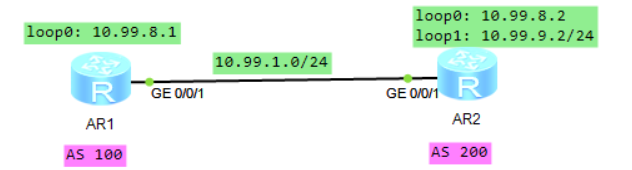 loop0: 10.99.8.1
loop0: 10.99.8.2
loop1: 10.99.9.2/24
10.99.1.0/24
R
GE 0/0/1
GE 0/0/1
R
AR1
AR2
AS 100
AS 200